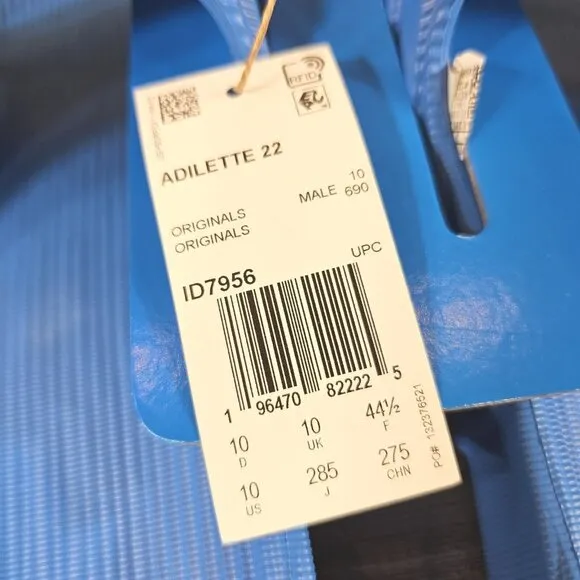 RFID
ADILETTE 22
ORIGINALS
ORIGINALS
MALE
10
690
UPC
ID7956
1 96470 82222 5
10 D
10 UK
44½ F
10 US
285 J
275 CHN
PO# 132376521